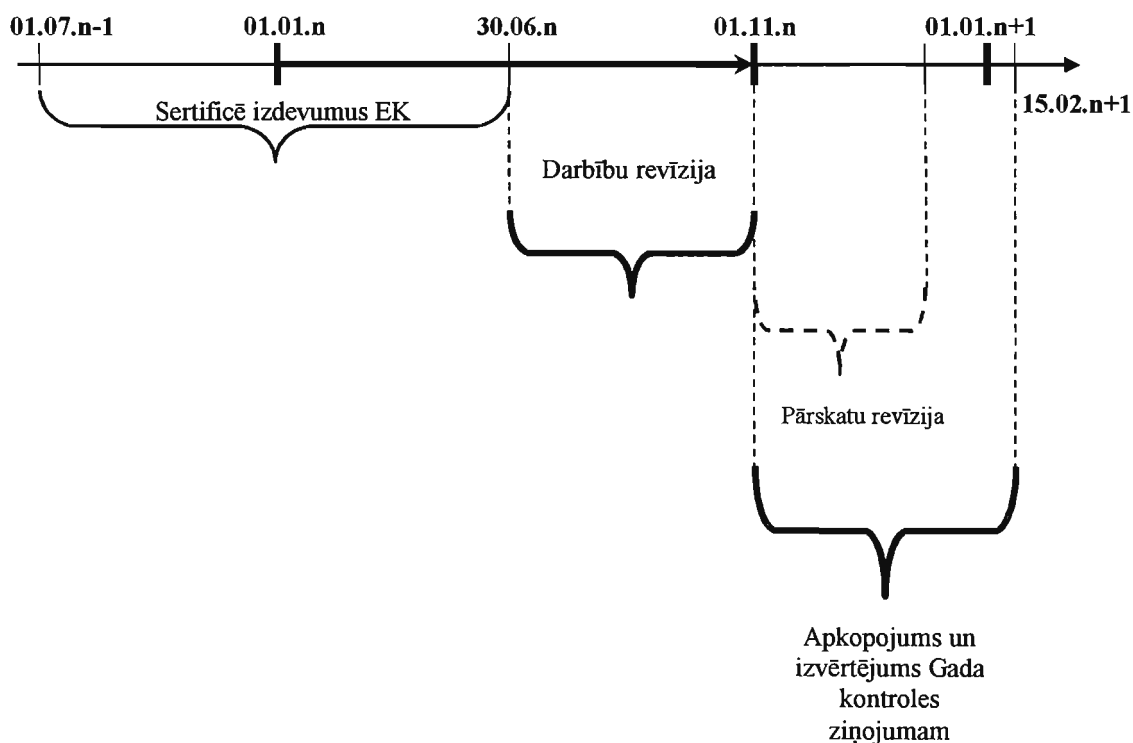 01.07.n-1 01.01.n 30.06.n 01.11.n 01.01.n+1
15.02.n+1
Sertificē izdevumus EK
Darbību revīzija
Pārskatu revīzija
Apkopojums un
izvērtējums Gada
kontroles
ziņojumam